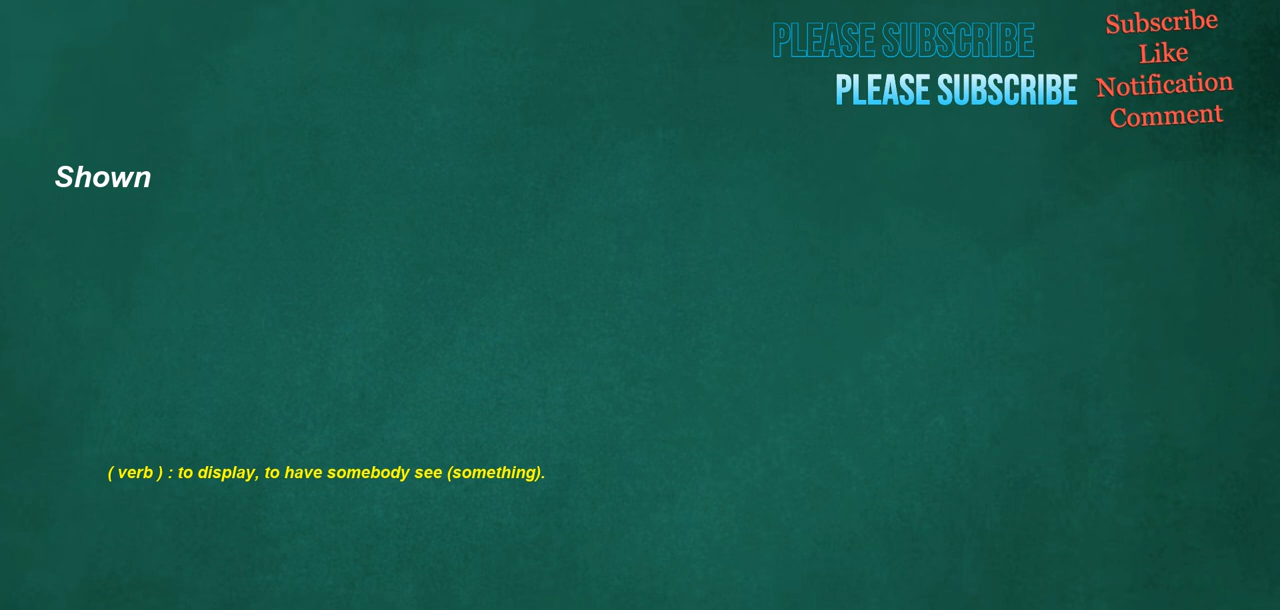 PLEASE SUBSCRIBE
PLEASE SUBSCRIBE
Subscribe
Like
Notification
Comment
Shown
( verb ) : to display, to have somebody see (something).